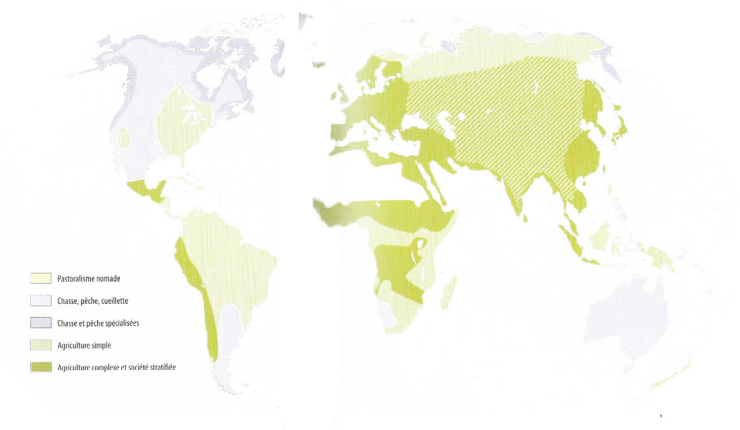 Pastoralisme nomade
Chasse, pêche, cueillette
Chasse et pêche spécialisées
Agriculture simple
Agriculture complexe et société stratifiée